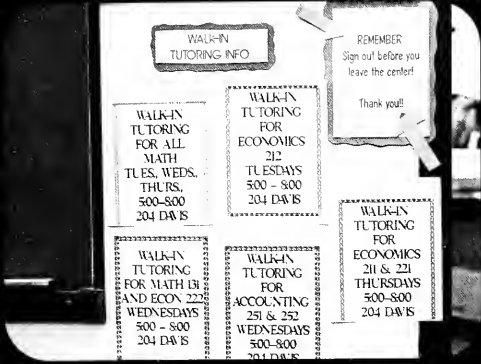 WALK-IN
TUTORING INFO
REMEMBER
Sign out before you
leave the center!
Thank you!!
WALK-IN
TUTORING
FOR ALL
MATH
TUES., WEDS.,
THURS.,
5:00-8:00
204 DAVIS
WALK-IN
TUTORING
FOR
ECONOMICS
212
TUESDAYS
5:00 - 8:00
204 DAVIS
WALK-IN
TUTORING
FOR
ECONOMICS
211 & 221
THURSDAYS
5:00-8:00
204 DAVIS
WALK-IN
TUTORING
FOR MATH 131
AND ECON 222
WEDNESDAYS
5:00 - 8:00
204 DAVIS
WALK-IN
TUTORING
FOR
ACCOUNTING
251 & 252
WEDNESDAYS
5:00-8:00
204 DAVIS